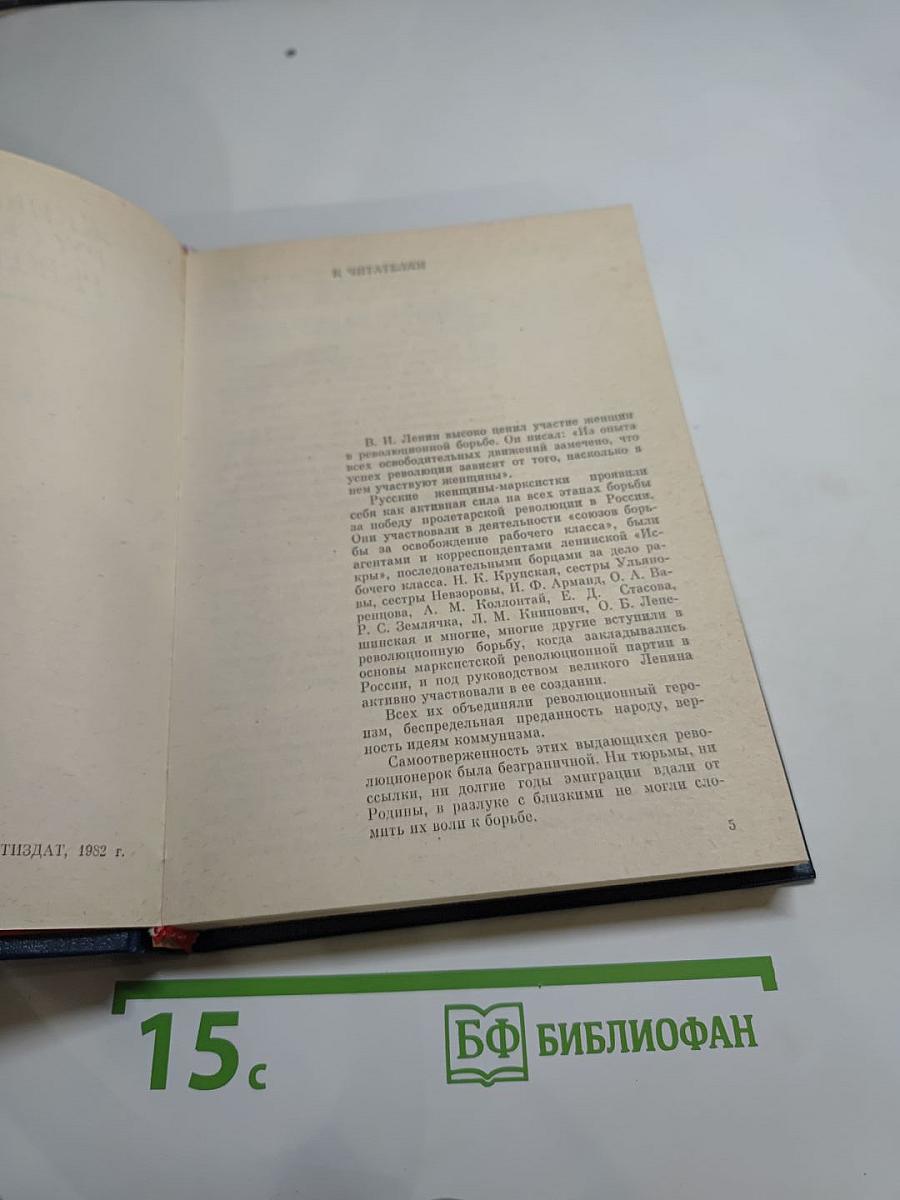 ТИЗДАТ, 1982 г.
К ЧИТАТЕЛЯМ
В. И. Ленин высоко ценил участие женщин
в революционной борьбе. Он писал: «Из опыта
всех освободительных движений замечено, что
успех революции зависит от того, насколько в
нем участвуют женщины».
Русские женщины-марксистки проявили
себя как активная сила на всех этапах борьбы
за победу пролетарской революции в России.
Они участвовали в деятельности «союзов борь-
бы за освобождение рабочего класса», были
агентами и корреспондентами ленинской «Ис-
кры», последовательными борцами за дело ра-
бочего класса. Н. К. Крупская, сестры Ульяно-
вы, сестры Невзоровы, И. Ф. Арманд, О. А. Ва-
ренцова, А. М. Коллонтай, Е. Д. Стасова,
Р. С. Землячка, Л. М. Книпович, О. Б. Лепе-
шинская и многие, многие другие вступили в
революционную борьбу, когда закладывались
основы марксистской революционной партии в
России, и под руководством великого Ленина
активно участвовали в ее создании.
Всех их объединяли революционный геро-
изм, беспредельная преданность народу, вер-
ность идеям коммунизма.
Самоотверженность этих выдающихся рево-
люционерок была безграничной. Ни тюрьмы, ни
ссылки, ни долгие годы эмиграции вдали от
Родины, в разлуке с близкими не могли сло-
мить их воли к борьбе.
5
15 с
БФ БИБЛИОФАН